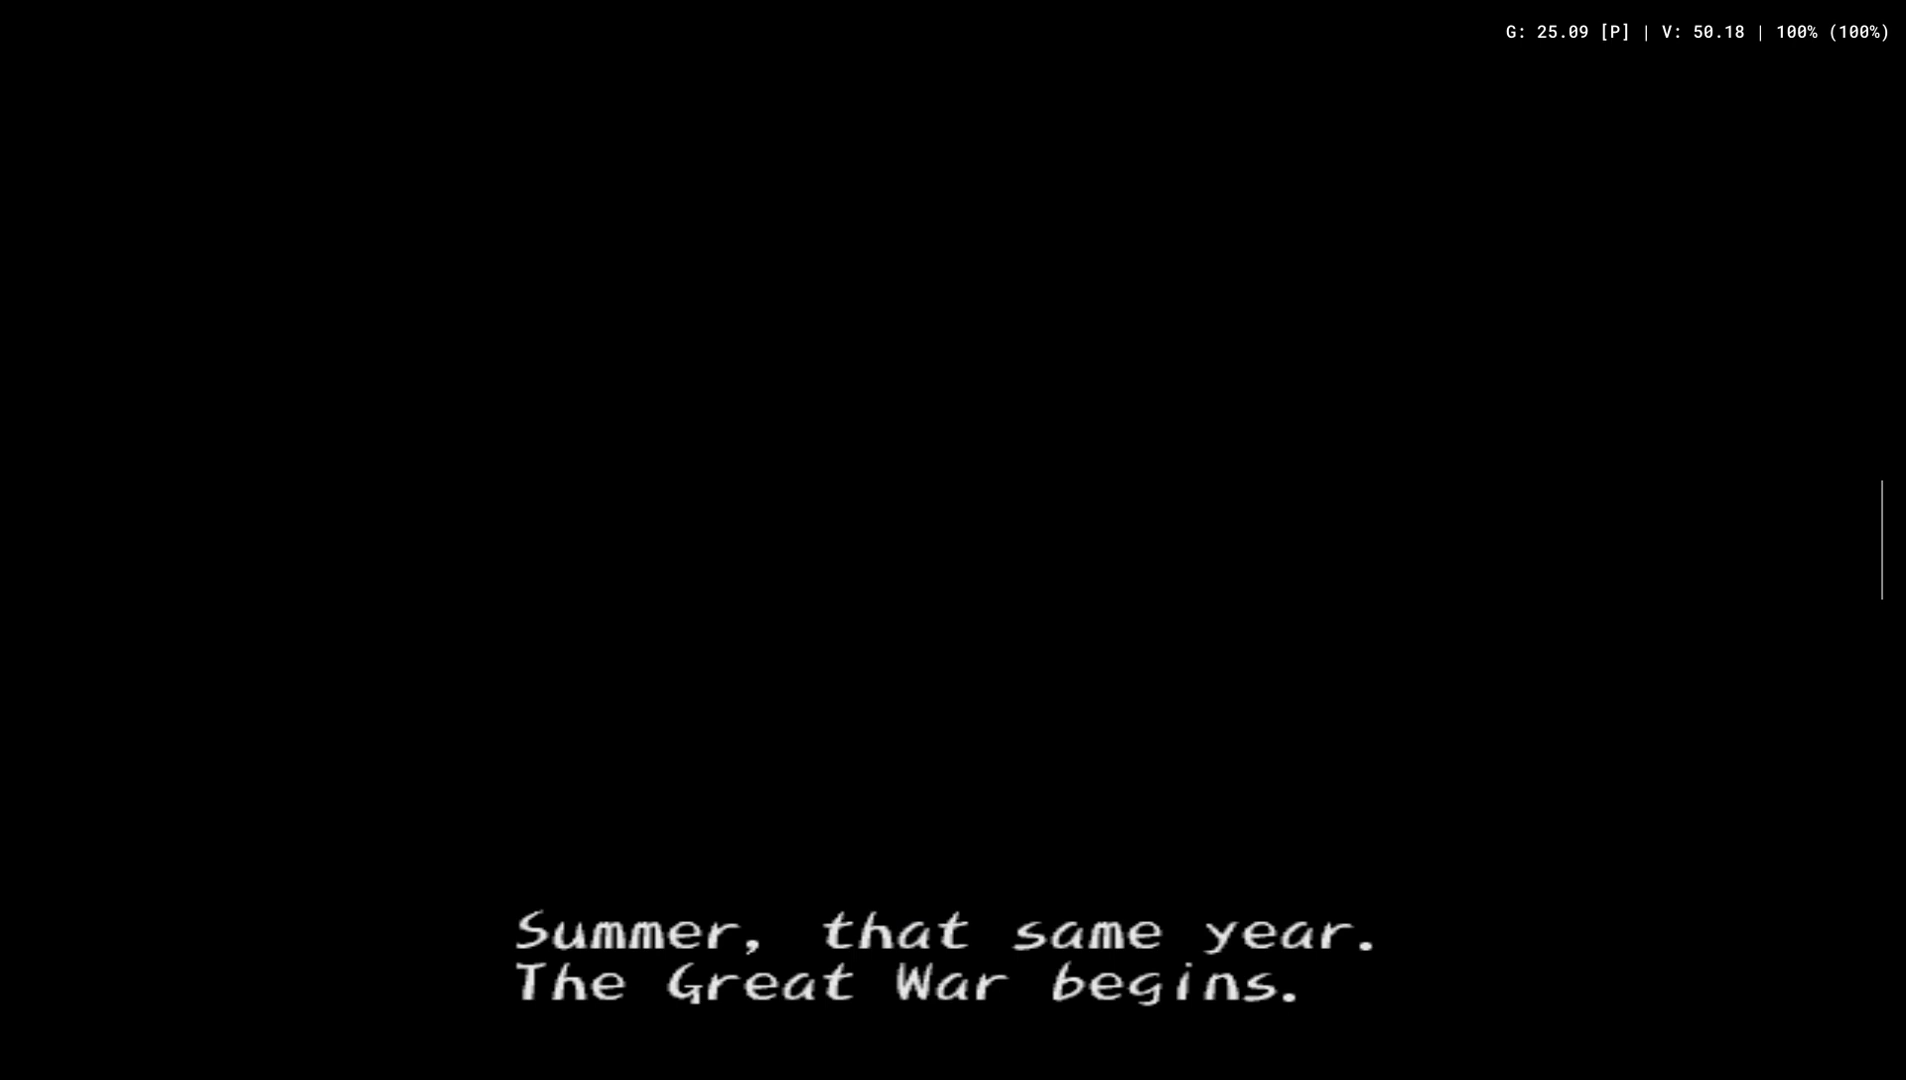 G: 25.09 [P] | V: 50.18 | 100% (100%)
Summer, that same year.
The Great War begins.